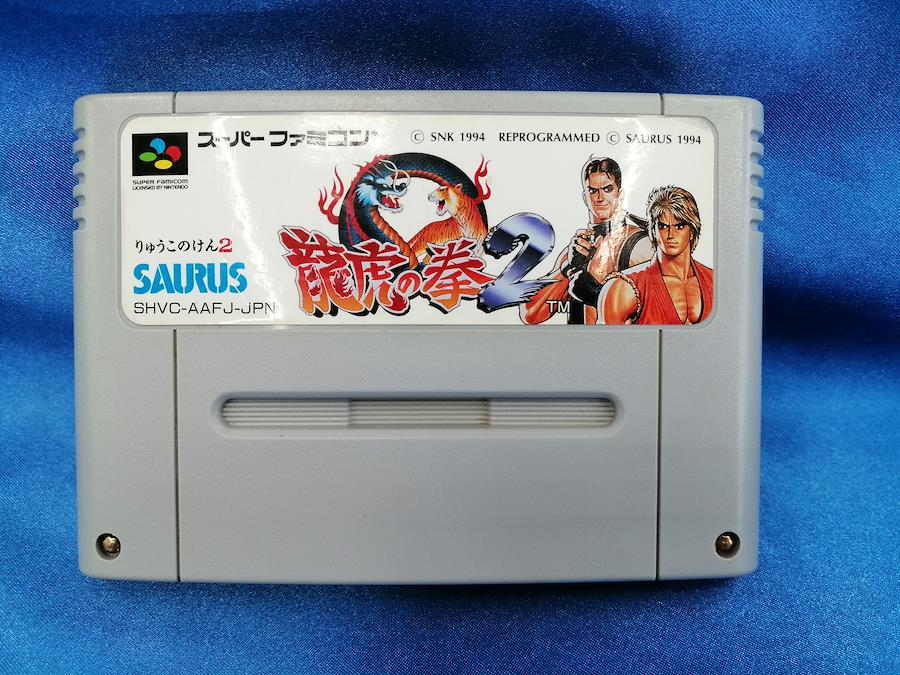 スーパーファミコン © SNK 1994 REPROGRAMMED © SAURUS 1994
SUPER FAMICOM
LICENSED BY NINTENDO
りゅうこのけん2
龍虎の拳2
TM
SAURUS
SHVC-AAFJ-JPN